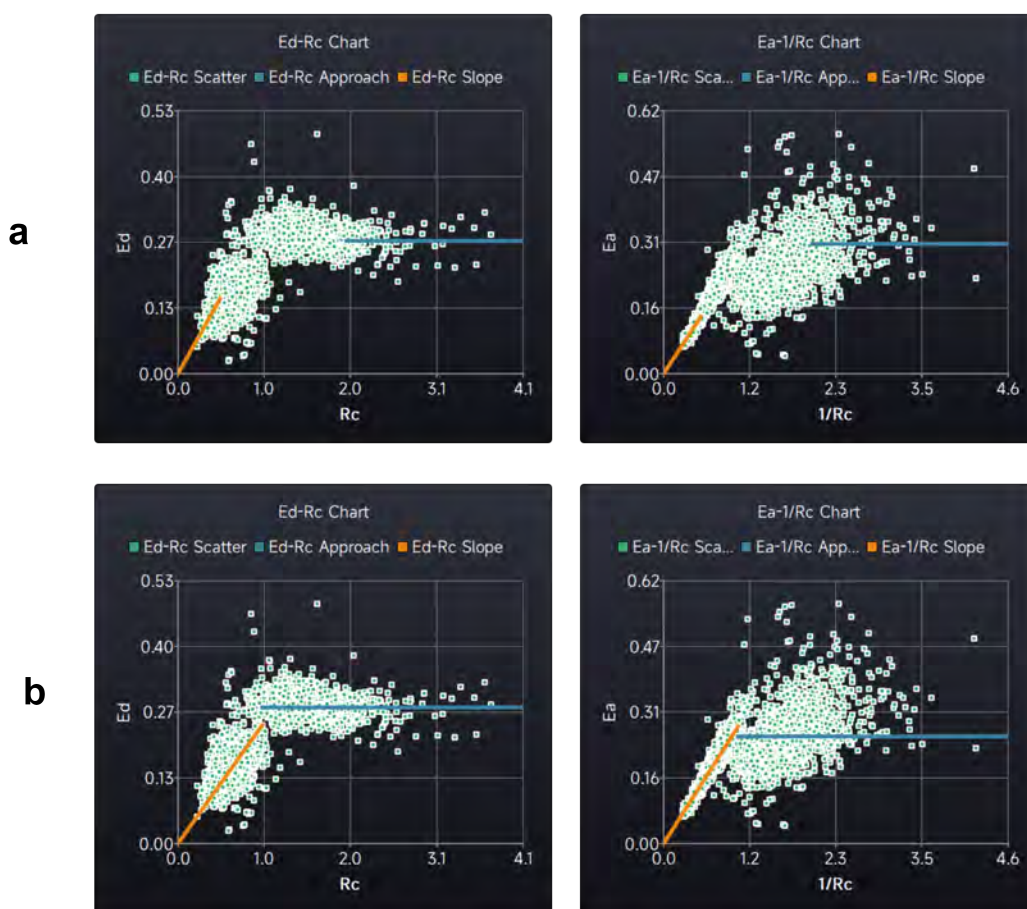 a
Ed-Rc Chart
Ed-Rc Scatter Ed-Rc Approach Ed-Rc Slope
0.53
0.40
0.27
0.13
0.00
Ed
0.0 1.0 2.0 3.1 4.1
Rc
Ea-1/Rc Chart
Ea-1/Rc Sca... Ea-1/Rc App... Ea-1/Rc Slope
0.62
0.47
0.31
0.16
0.00
Ea
0.0 1.2 2.3 3.5 4.6
1/Rc
b
Ed-Rc Chart
Ed-Rc Scatter Ed-Rc Approach Ed-Rc Slope
0.53
0.40
0.27
0.13
0.00
Ed
0.0 1.0 2.0 3.1 4.1
Rc
Ea-1/Rc Chart
Ea-1/Rc Sca... Ea-1/Rc App... Ea-1/Rc Slope
0.62
0.47
0.31
0.16
0.00
Ea
0.0 1.2 2.3 3.5 4.6
1/Rc